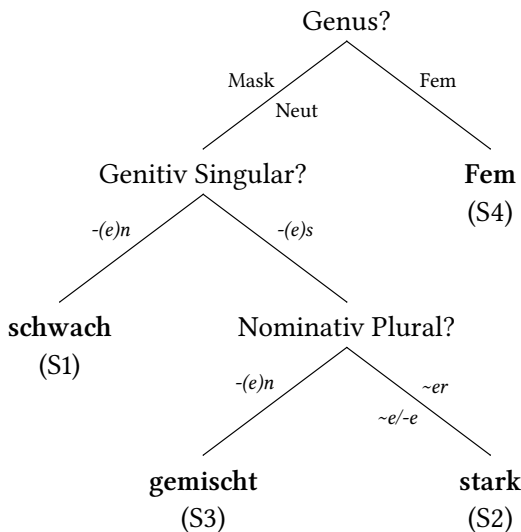 Genus?
Mask
Neut
Fem
Genitiv Singular?
Fem
(S4)
-(e)n
-(e)s
schwach
(S1)
Nominativ Plural?
-(e)n
~er
~e/-e
gemischt
(S3)
stark
(S2)